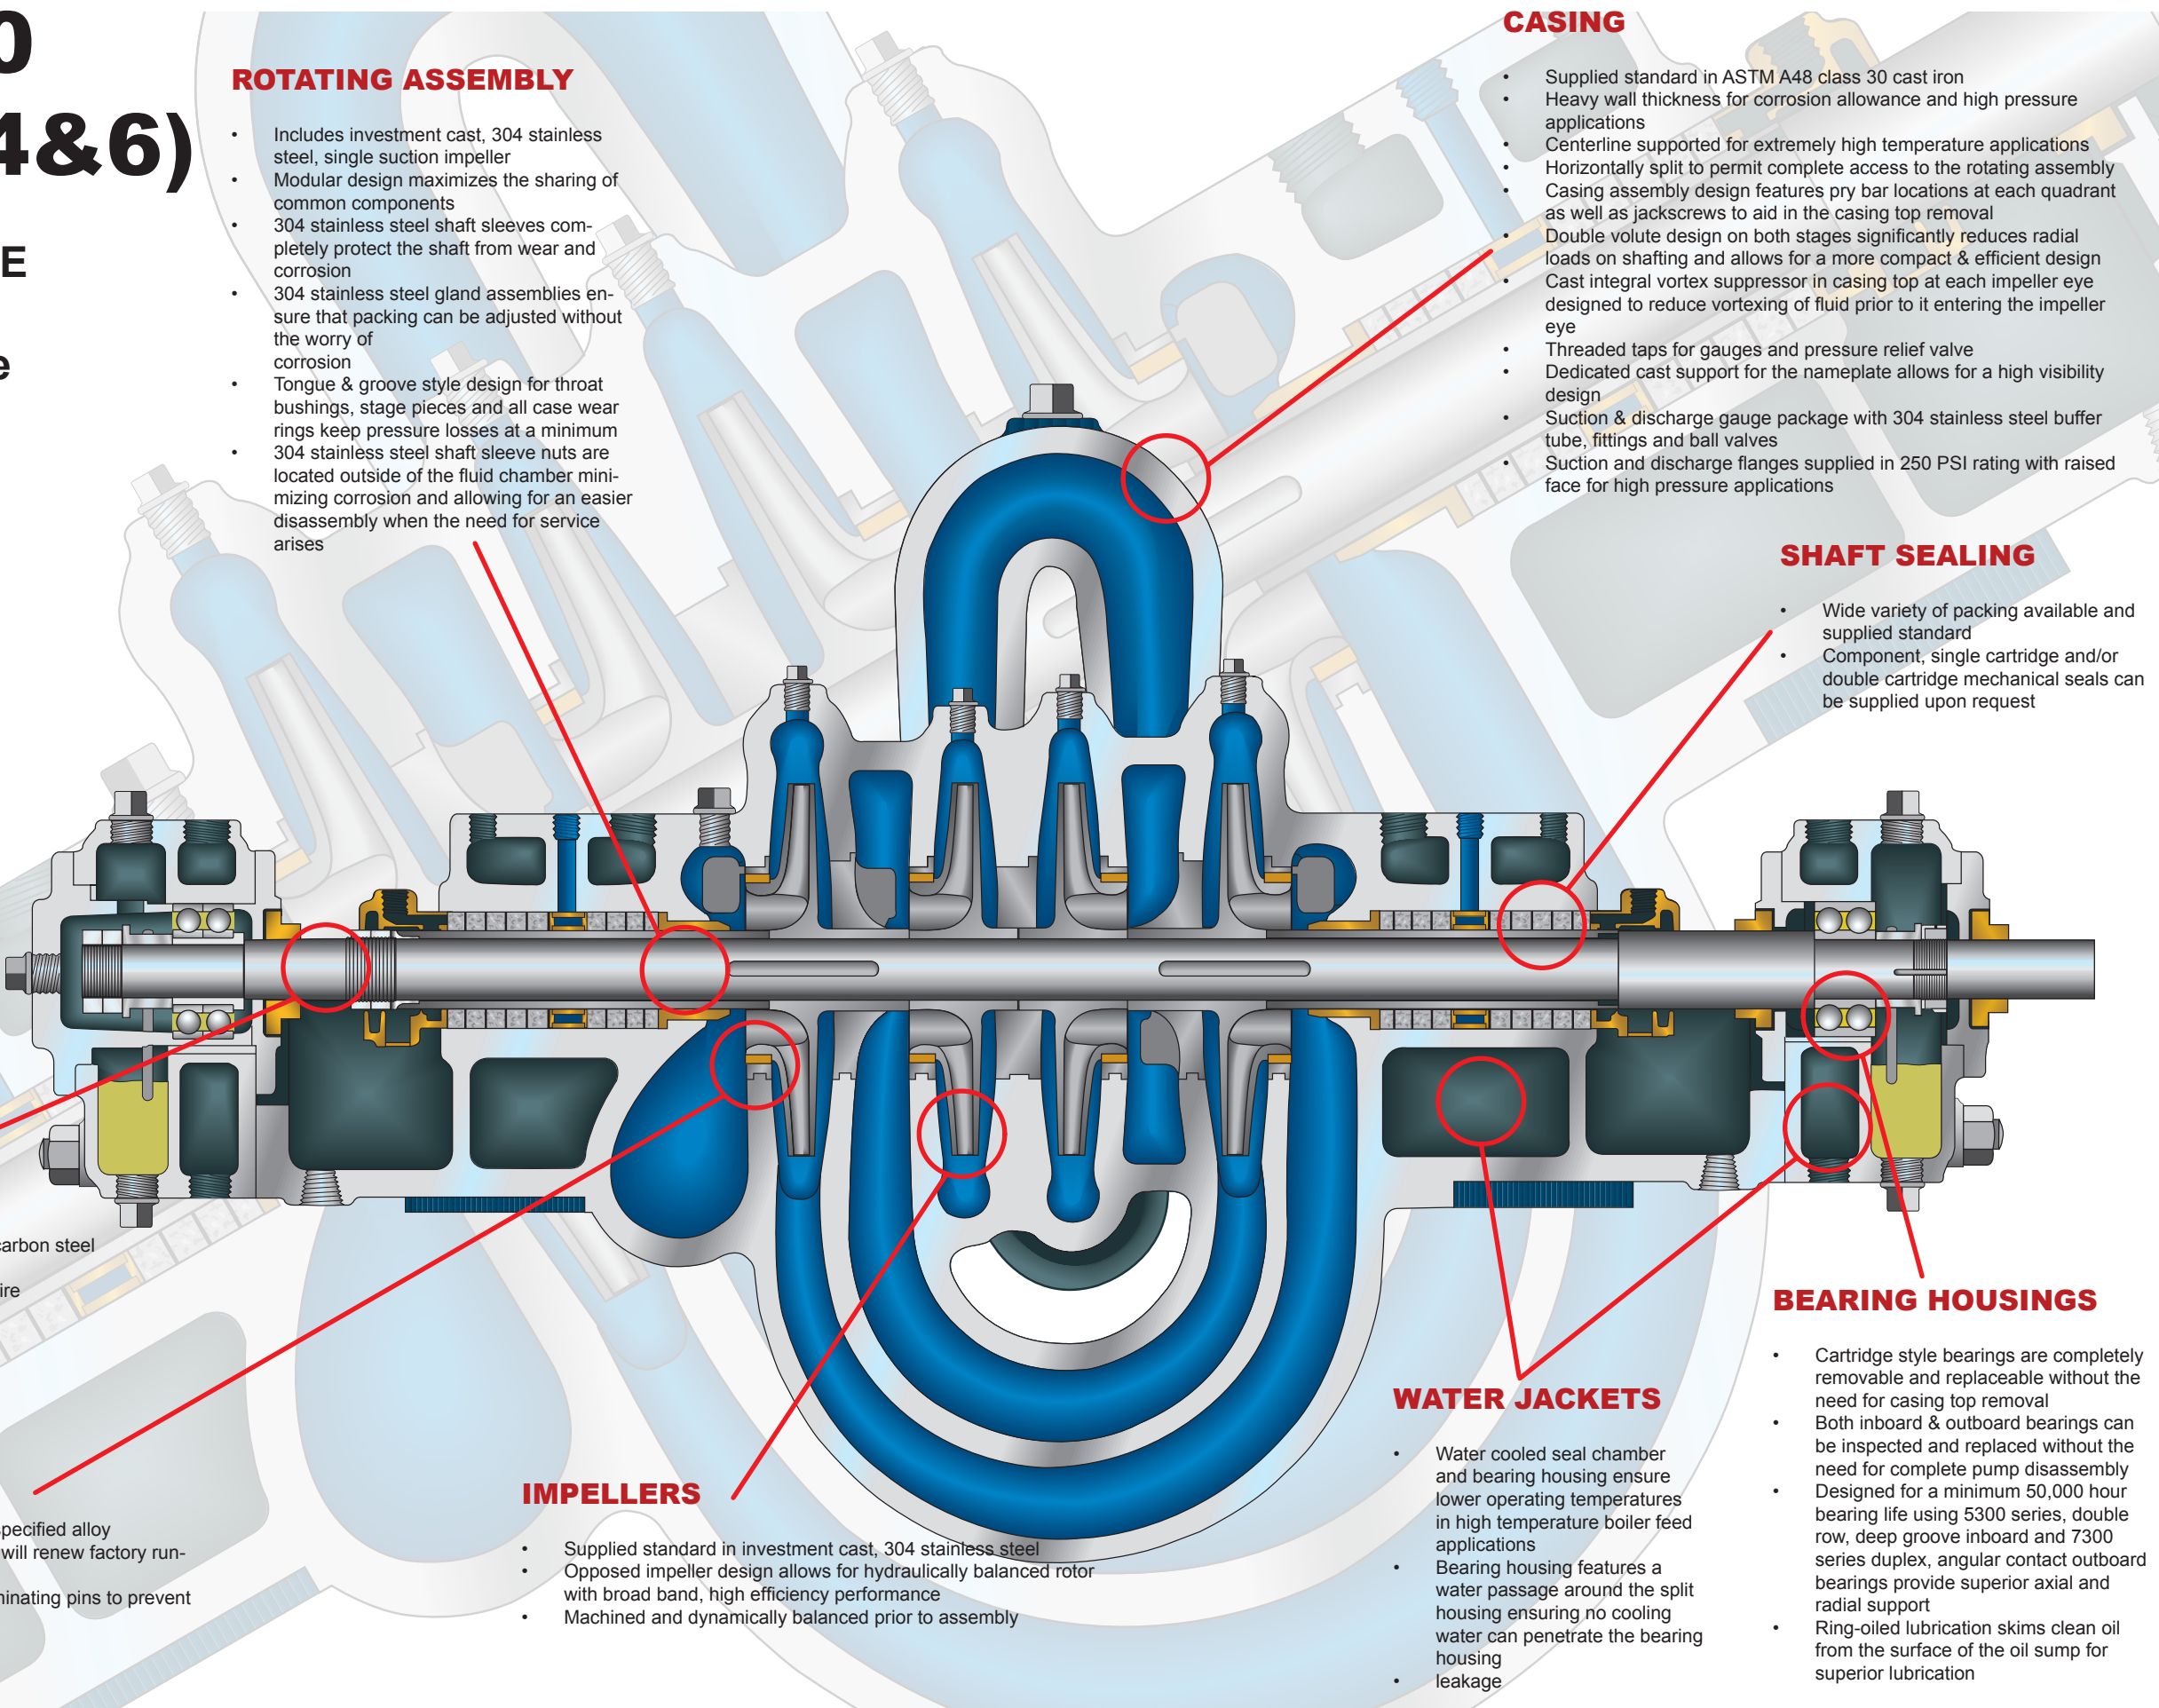 0
4&6)
E
e
ROTATING ASSEMBLY
• Includes investment cast, 304 stainless
steel, single suction impeller
• Modular design maximizes the sharing of
common components
• 304 stainless steel shaft sleeves com-
pletely protect the shaft from wear and
corrosion
• 304 stainless steel gland assemblies en-
sure that packing can be adjusted without
the worry of
corrosion
• Tongue & groove style design for throat
bushings, stage pieces and all case wear
rings keep pressure losses at a minimum
• 304 stainless steel shaft sleeve nuts are
located outside of the fluid chamber mini-
mizing corrosion and allowing for an easier
disassembly when the need for service
arises
CASING
• Supplied standard in ASTM A48 class 30 cast iron
• Heavy wall thickness for corrosion allowance and high pressure
applications
• Centerline supported for extremely high temperature applications
• Horizontally split to permit complete access to the rotating assembly
• Casing assembly design features pry bar locations at each quadrant
as well as jackscrews to aid in the casing top removal
• Double volute design on both stages significantly reduces radial
loads on shafting and allows for a more compact & efficient design
• Cast integral vortex suppressor in casing top at each impeller eye
designed to reduce vortexing of fluid prior to it entering the impeller
eye
• Threaded taps for gauges and pressure relief valve
• Dedicated cast support for the nameplate allows for a high visibility
design
• Suction & discharge gauge package with 304 stainless steel buffer
tube, fittings and ball valves
• Suction and discharge flanges supplied in 250 PSI rating with raised
face for high pressure applications
SHAFT SEALING
• Wide variety of packing available and
supplied standard
• Component, single cartridge and/or
double cartridge mechanical seals can
be supplied upon request
carbon steel
ire
specified alloy
will renew factory run-
minating pins to prevent
IMPELLERS
• Supplied standard in investment cast, 304 stainless steel
• Opposed impeller design allows for hydraulically balanced rotor
with broad band, high efficiency performance
• Machined and dynamically balanced prior to assembly
WATER JACKETS
• Water cooled seal chamber
and bearing housing ensure
lower operating temperatures
in high temperature boiler feed
applications
• Bearing housing features a
water passage around the split
housing ensuring no cooling
water can penetrate the bearing
housing
• leakage
BEARING HOUSINGS
• Cartridge style bearings are completely
removable and replaceable without the
need for casing top removal
• Both inboard & outboard bearings can
be inspected and replaced without the
need for complete pump disassembly
• Designed for a minimum 50,000 hour
bearing life using 5300 series, double
row, deep groove inboard and 7300
series duplex, angular contact outboard
bearings provide superior axial and
radial support
• Ring-oiled lubrication skims clean oil
from the surface of the oil sump for
superior lubrication